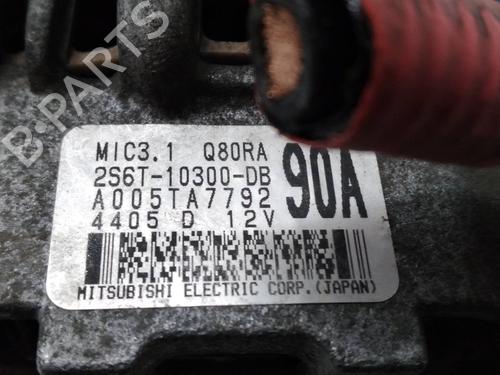 B-PARTS
MIC3.1 Q80RA
2S6T-10300-DB
90A
A005TA7792
4405 D 12V
MITSUBISHI ELECTRIC CORP.(JAPAN)